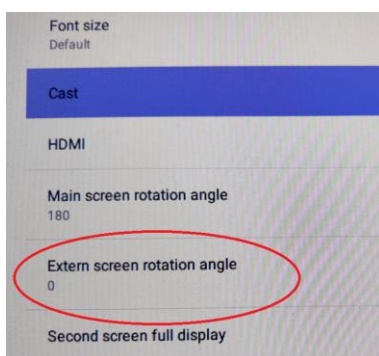 Font size
Default
Cast
HDMI
Main screen rotation angle
180
Extern screen rotation angle
0
Second screen full display